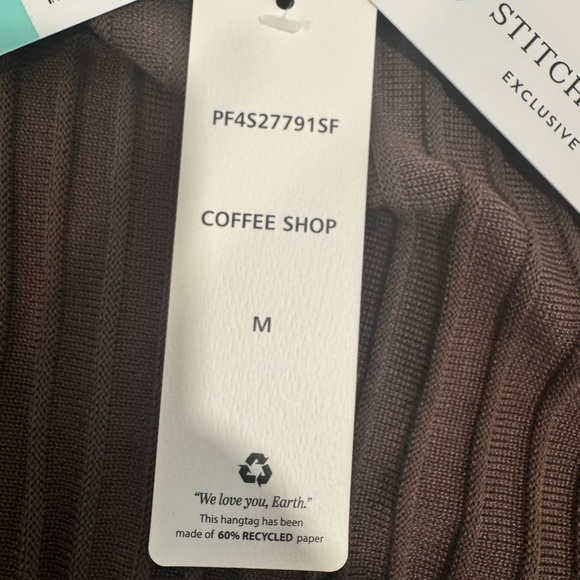 STITCH
EXCLUSIVE
PF4S27791SF
COFFEE SHOP
M
"We love you, Earth."
This hangtag has been
made of 60% RECYCLED paper